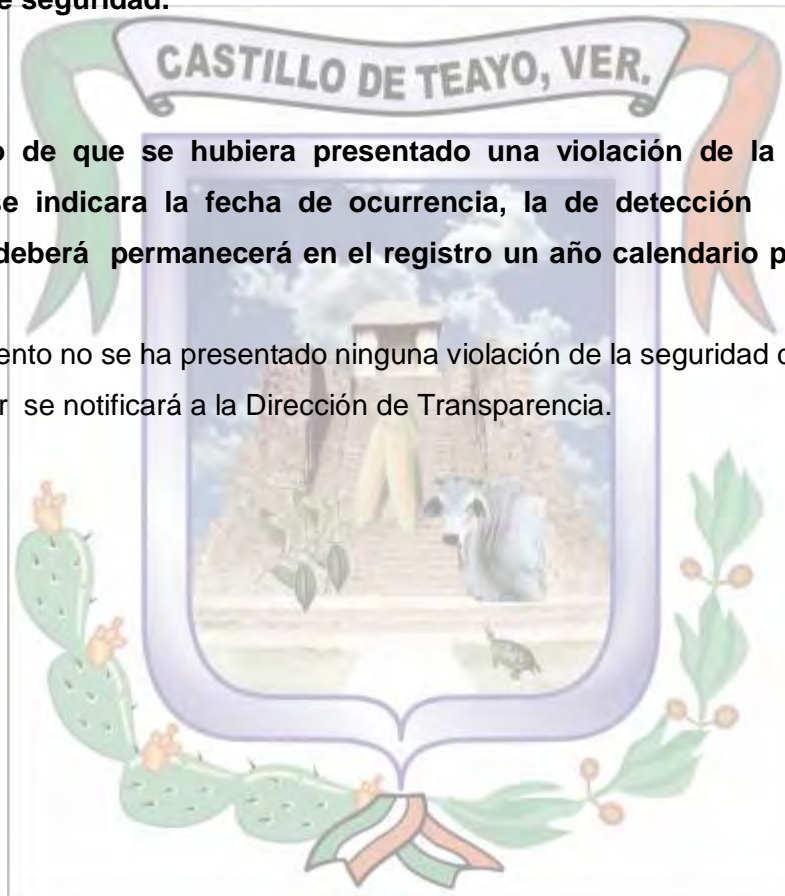 e seguridad.
CASTILLO DE TEAYO, VER.
o de que se hubiera presentado una violación de la
se indicara la fecha de ocurrencia, la de detección
deberá permanecerá en el registro un año calendario p
ento no se ha presentado ninguna violación de la seguridad d
r se notificará a la Dirección de Transparencia.